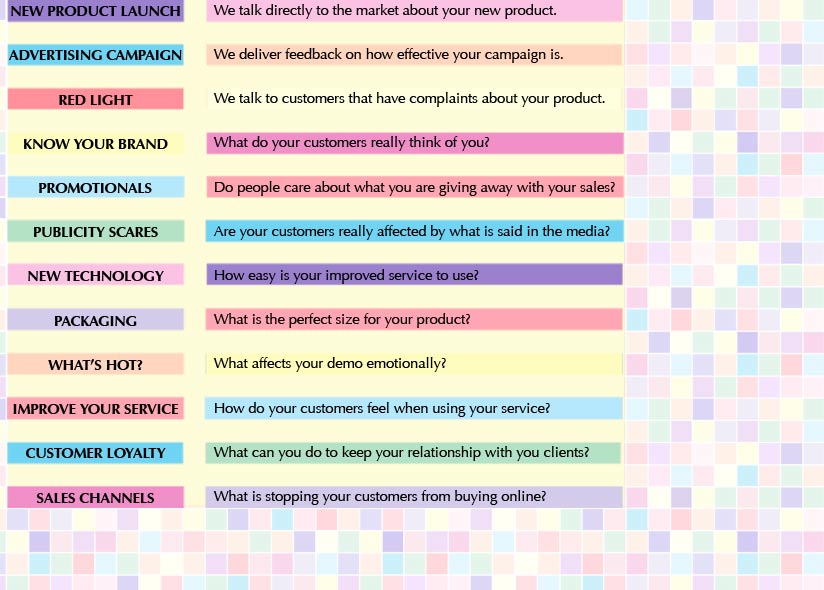 NEW PRODUCT LAUNCH We talk directly to the market about your new product.
ADVERTISING CAMPAIGN We deliver feedback on how effective your campaign is.
RED LIGHT We talk to customers that have complaints about your product.
KNOW YOUR BRAND What do your customers really think of you?
PROMOTIONALS Do people care about what you are giving away with your sales?
PUBLICITY SCARES Are your customers really affected by what is said in the media?
NEW TECHNOLOGY How easy is your improved service to use?
PACKAGING What is the perfect size for your product?
WHAT'S HOT? What affects your demo emotionally?
IMPROVE YOUR SERVICE How do your customers feel when using your service?
CUSTOMER LOYALTY What can you do to keep your relationship with you clients?
SALES CHANNELS What is stopping your customers from buying online?